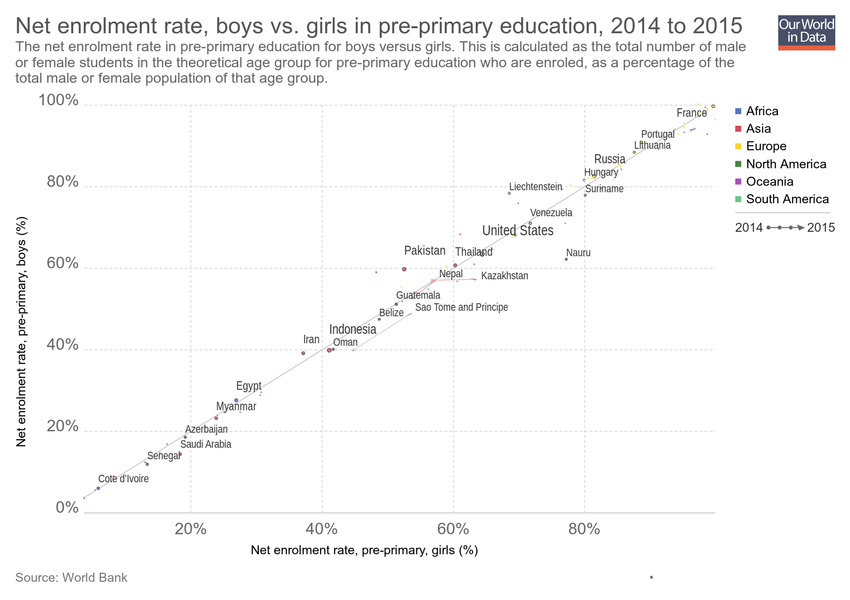 Net enrolment rate, boys vs. girls in pre-primary education, 2014 to 2015
Our World
in Data
The net enrolment rate in pre-primary education for boys versus girls. This is calculated as the total number of male
or female students in the theoretical age group for pre-primary education who are enroled, as a percentage of the
total male or female population of that age group.
100%
80%
60%
40%
20%
0%
Net enrolment rate, pre-primary, boys (%)
France
Portugal
Lithuania
Russia
Hungary
Liechtenstein
Suriname
Venezuela
United States
Pakistan
Thailand
Nauru
Nepal
Kazakhstan
Guatemala
Sao Tome and Principe
Belize
Indonesia
Iran
Oman
Egypt
Myanmar
Azerbaijan
Saudi Arabia
Senegal
Cote d'Ivoire
20%
40%
60%
80%
Net enrolment rate, pre-primary, girls (%)
Africa
Asia
Europe
North America
Oceania
South America
2014 2015
Source: World Bank